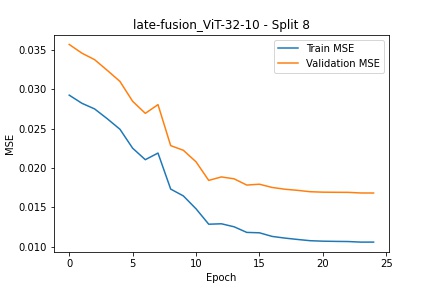 late-fusion_ViT-32-10 - Split 8
Train MSE
Validation MSE
MSE
0.035
0.030
0.025
0.020
0.015
0.010
0 5 10 15 20 25
Epoch